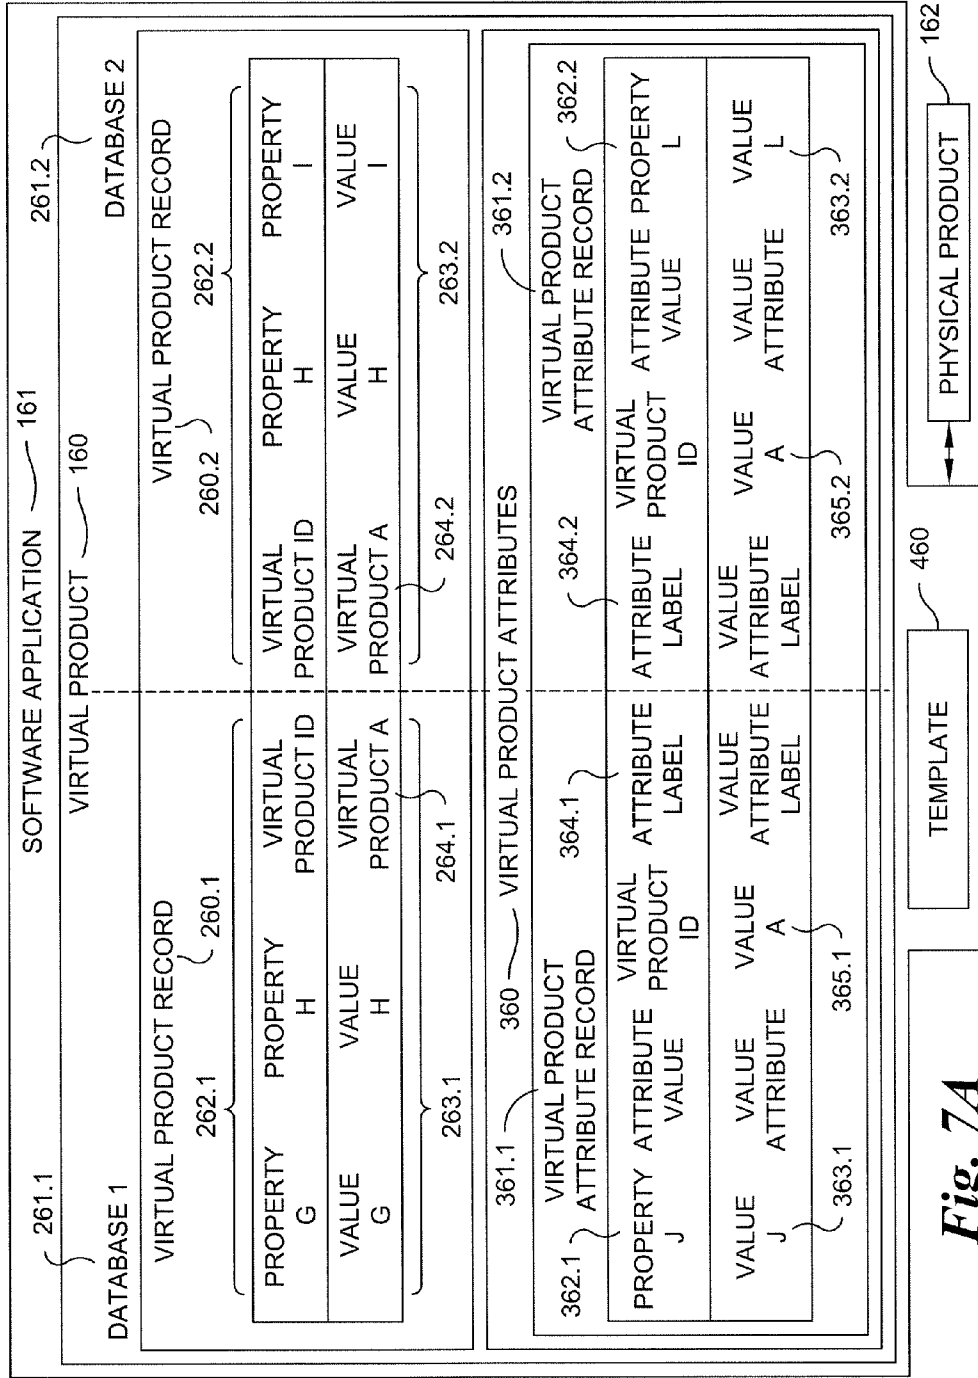 SOFTWARE APPLICATION 161
VIRTUAL PRODUCT 160
261.1
DATABASE 1
261.2
DATABASE 2
VIRTUAL PRODUCT RECORD
260.1
262.1
PROPERTY G
PROPERTY H
VIRTUAL PRODUCT ID
VALUE G
VALUE H
VIRTUAL PRODUCT A
264.1
263.1
VIRTUAL PRODUCT RECORD
260.2
262.2
VIRTUAL PRODUCT ID
PROPERTY H
PROPERTY I
VIRTUAL PRODUCT A
VALUE H
VALUE I
264.2
263.2
360 VIRTUAL PRODUCT ATTRIBUTES
361.1
VIRTUAL PRODUCT
ATTRIBUTE RECORD
362.1
364.1
PROPERTY J
ATTRIBUTE VALUE
VIRTUAL PRODUCT ID
ATTRIBUTE LABEL
VALUE J
VALUE ATTRIBUTE
VALUE A
VALUE ATTRIBUTE LABEL
363.1
365.1
361.2
VIRTUAL PRODUCT
ATTRIBUTE RECORD
364.2
362.2
ATTRIBUTE LABEL
VIRTUAL PRODUCT ID
ATTRIBUTE VALUE
PROPERTY L
VALUE ATTRIBUTE LABEL
VALUE A
VALUE ATTRIBUTE
VALUE L
365.2
363.2
TEMPLATE
460
PHYSICAL PRODUCT
162
Fig. 7A